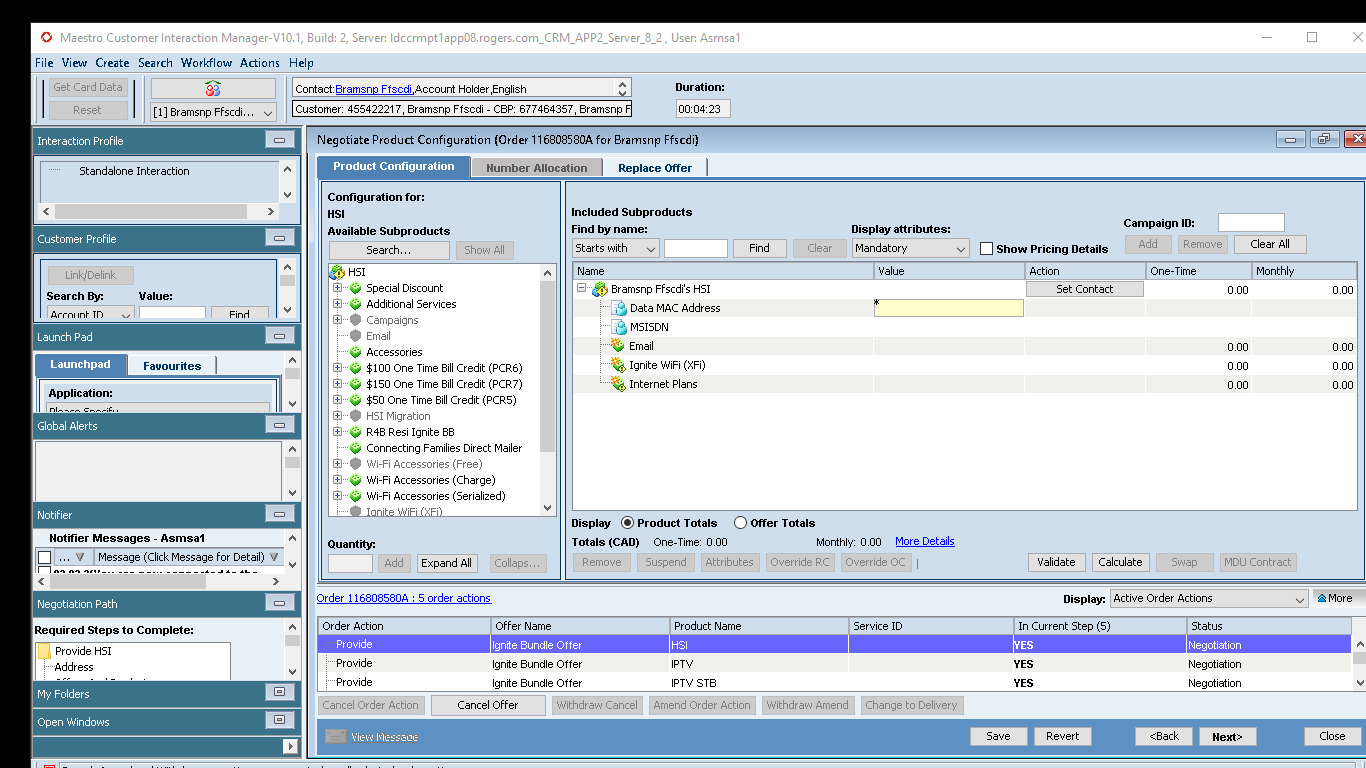 Maestro Customer Interaction Manager-V10.1, Build: 2, Server: ldccrmpt1app08.rogers.com_CRM_APP2_Server_8_2 , User: Asmsa1
File View Create Search Workflow Actions Help
Get Card Data
Reset
[1] Bramsnp Ffscdi...
Contact:Bramsnp Ffscdi,Account Holder,English
Customer: 455422217, Bramsnp Ffscdi - CBP: 677464357, Bramsnp F
Duration:
00:04:23
Interaction Profile
Standalone Interaction
Customer Profile
Link/Delink
Search By: Value:
Account ID Find
Launch Pad
Launchpad Favourites
Application:
Please Specify
Global Alerts
Notifier
Notifier Messages - Asmsa1
... Message (Click Message for Detail)
Negotiation Path
Required Steps to Complete:
Provide HSI
Address
My Folders
Open Windows
Negotiate Product Configuration (Order 116808580A for Bramsnp Ffscdi)
Product Configuration Number Allocation Replace Offer
Configuration for:
HSI
Available Subproducts
Search... Show All
HSI
Special Discount
Additional Services
Campaigns
Email
Accessories
$100 One Time Bill Credit (PCR6)
$150 One Time Bill Credit (PCR7)
$50 One Time Bill Credit (PCR5)
HSI Migration
R4B Resi Ignite BB
Connecting Families Direct Mailer
Wi-Fi Accessories (Free)
Wi-Fi Accessories (Charge)
Wi-Fi Accessories (Serialized)
Ignite WiFi (XFi)
Quantity:
Add Expand All Collaps...
Included Subproducts
Find by name:
Starts with Find Clear
Display attributes:
Mandatory
Show Pricing Details
Campaign ID:
Add Remove Clear All
Name Value Action One-Time Monthly
Bramsnp Ffscdi's HSI Set Contact 0.00 0.00
Data MAC Address *
MSISDN
Email 0.00 0.00
Ignite WiFi (XFi) 0.00 0.00
Internet Plans 0.00 0.00
Display Product Totals Offer Totals
Totals (CAD) One-Time: 0.00 Monthly: 0.00 More Details
Remove Suspend Attributes Override RC Override OC Validate Calculate Swap MDU Contract
Order 116808580A : 5 order actions
Display: Active Order Actions More
Order Action Offer Name Product Name Service ID In Current Step (5) Status
Provide Ignite Bundle Offer HSI YES Negotiation
Provide Ignite Bundle Offer IPTV YES Negotiation
Provide Ignite Bundle Offer IPTV STB YES Negotiation
Cancel Order Action Cancel Offer Withdraw Cancel Amend Order Action Withdraw Amend Change to Delivery
View Message
Save Revert <Back Next> Close